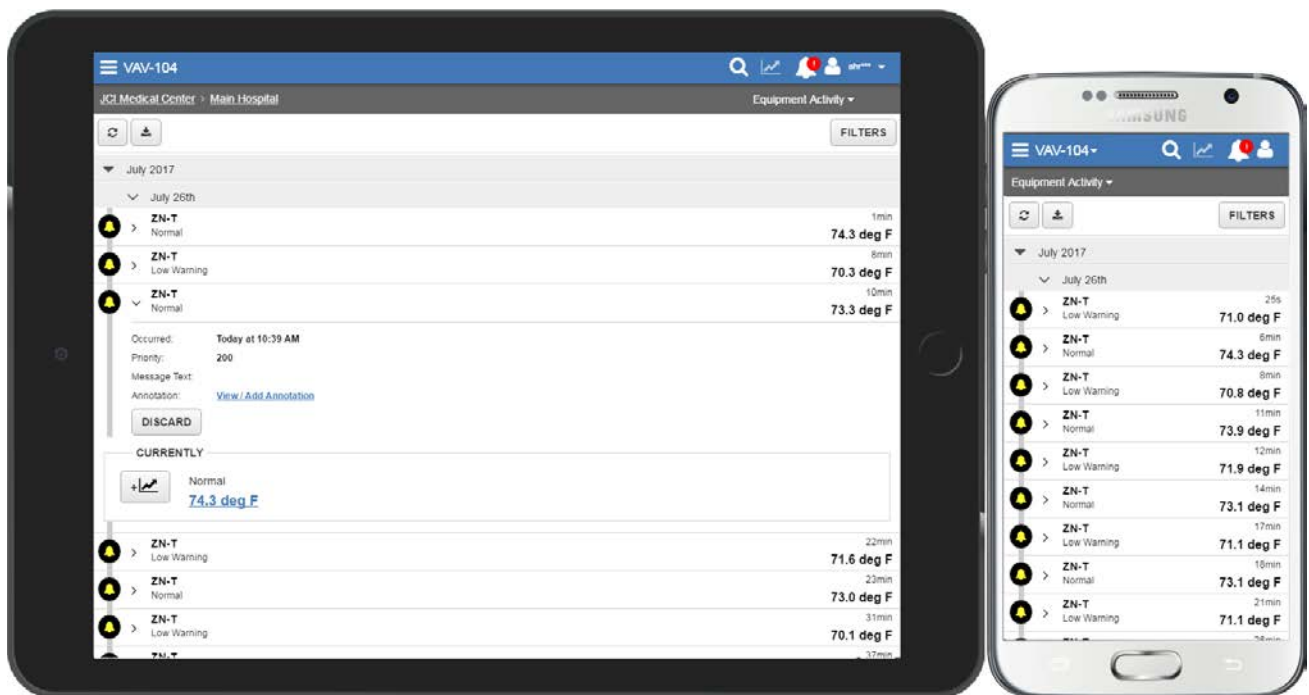 VAV-104
JCI Medical Center > Main Hospital
Equipment Activity
FILTERS
July 2017
July 26th
ZN-T 1min
Normal 74.3 deg F
ZN-T 8min
Low Warning 70.3 deg F
ZN-T 10min
Normal 73.3 deg F
Occurred: Today at 10:39 AM
Priority: 200
Message Text:
Annotation: View / Add Annotation
DISCARD
CURRENTLY
Normal
74.3 deg F
ZN-T 22min
Low Warning 71.6 deg F
ZN-T 23min
Normal 73.0 deg F
ZN-T 31min
Low Warning 70.1 deg F
ZN-T 37min
SAMSUNG
VAV-104
Equipment Activity
FILTERS
July 2017
July 26th
ZN-T 25s
Low Warning 71.0 deg F
ZN-T 6min
Normal 74.3 deg F
ZN-T 8min
Low Warning 70.8 deg F
ZN-T 11min
Normal 73.9 deg F
ZN-T 12min
Low Warning 71.9 deg F
ZN-T 14min
Normal 73.1 deg F
ZN-T 17min
Low Warning 71.1 deg F
ZN-T 18min
Normal 73.1 deg F
ZN-T 21min
Low Warning 71.1 deg F